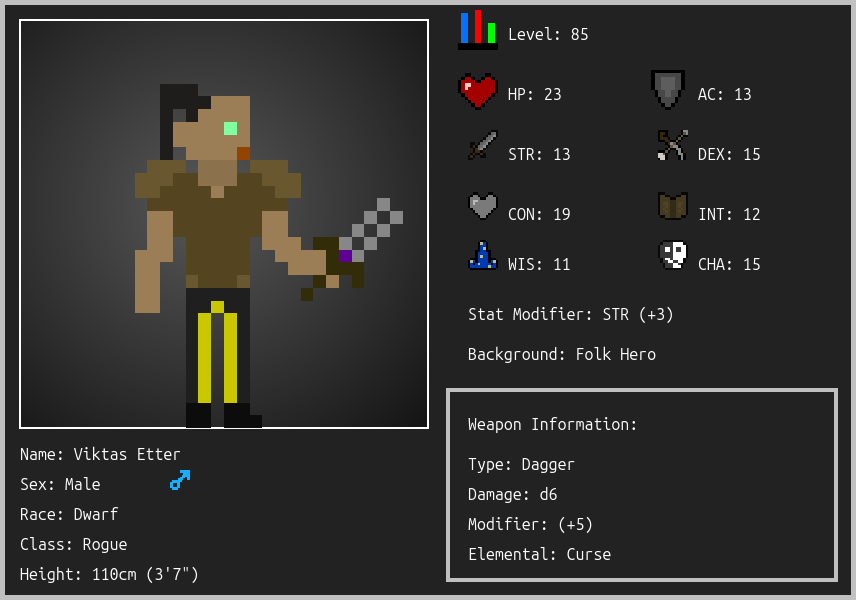 Level: 85
HP: 23
AC: 13
STR: 13
DEX: 15
CON: 19
INT: 12
WIS: 11
CHA: 15
Stat Modifier: STR (+3)
Background: Folk Hero
Weapon Information:
Type: Dagger
Damage: d6
Modifier: (+5)
Elemental: Curse
Name: Viktas Etter
Sex: Male
Race: Dwarf
Class: Rogue
Height: 110cm (3'7")